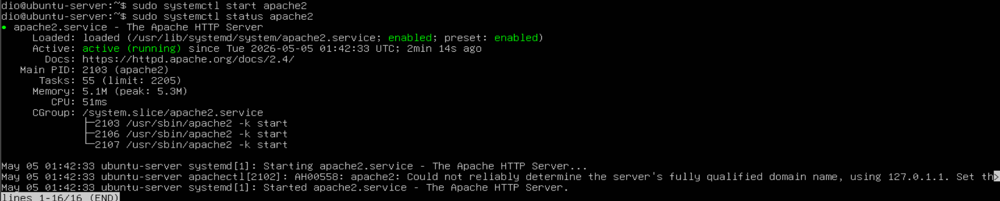 dio@ubuntu-server:~$ sudo systemctl start apache2
dio@ubuntu-server:~$ sudo systemctl status apache2
● apache2.service - The Apache HTTP Server
     Loaded: loaded (/usr/lib/systemd/system/apache2.service; enabled; preset: enabled)
     Active: active (running) since Tue 2026-05-05 01:42:33 UTC; 2min 14s ago
       Docs: https://httpd.apache.org/docs/2.4/
   Main PID: 2103 (apache2)
      Tasks: 55 (limit: 2205)
     Memory: 5.1M (peak: 5.3M)
        CPU: 51ms
     CGroup: /system.slice/apache2.service
             ├─2103 /usr/sbin/apache2 -k start
             ├─2106 /usr/sbin/apache2 -k start
             └─2107 /usr/sbin/apache2 -k start
May 05 01:42:33 ubuntu-server systemd[1]: Starting apache2.service - The Apache HTTP Server...
May 05 01:42:33 ubuntu-server apachectl[2102]: AH00558: apache2: Could not reliably determine the server's fully qualified domain name, using 127.0.1.1. Set th>
May 05 01:42:33 ubuntu-server systemd[1]: Started apache2.service - The Apache HTTP Server.
lines 1-16/16 (END)